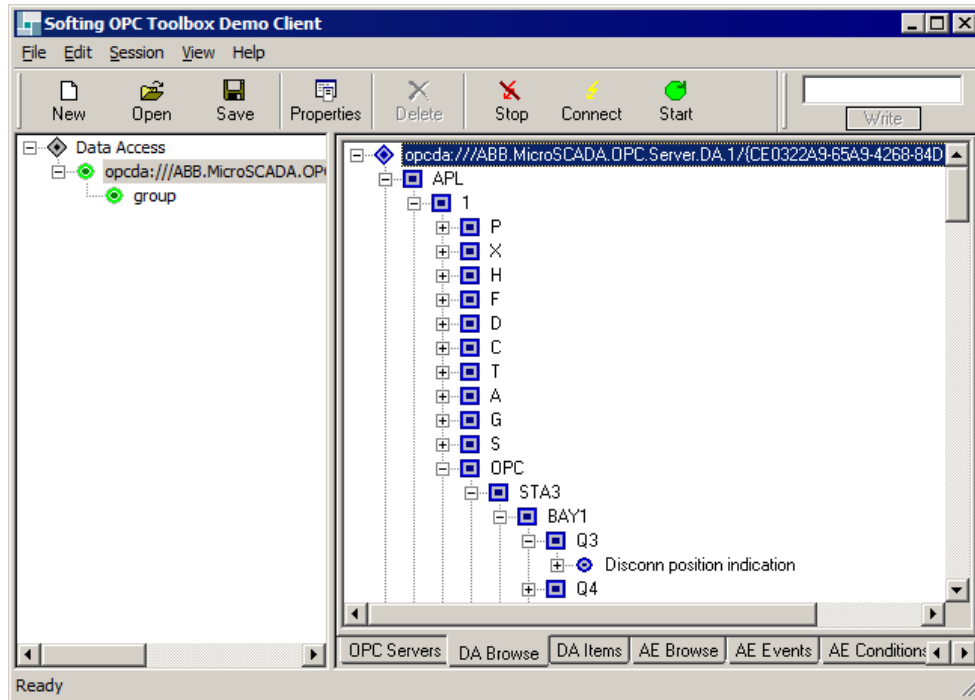 Softing OPC Toolbox Demo Client
File Edit Session View Help
New Open Save Properties Delete Stop Connect Start Write
Data Access
opcda:///ABB.MicroSCADA.OP
group
opcda:///ABB.MicroSCADA.OPC.Server.DA.1/{CE0322A9-65A9-4268-84D
APL
1
P
X
H
F
D
C
T
A
G
S
OPC
STA3
BAY1
Q3
Disconn position indication
Q4
OPC Servers DA Browse DA Items AE Browse AE Events AE Conditions
Ready